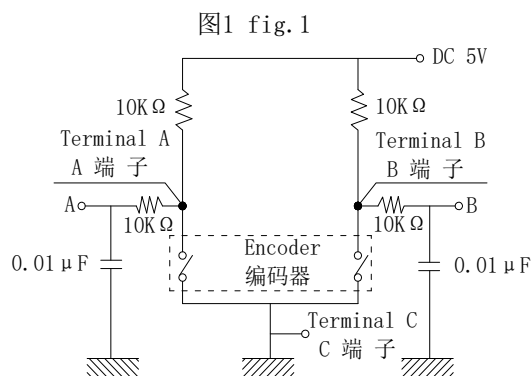 图1 fig.1
DC 5V
10KΩ
10KΩ
Terminal A
A 端 子
Terminal B
B 端 子
A
10KΩ
10KΩ
B
0.01μF
Encoder
编码器
0.01μF
Terminal C
C 端 子